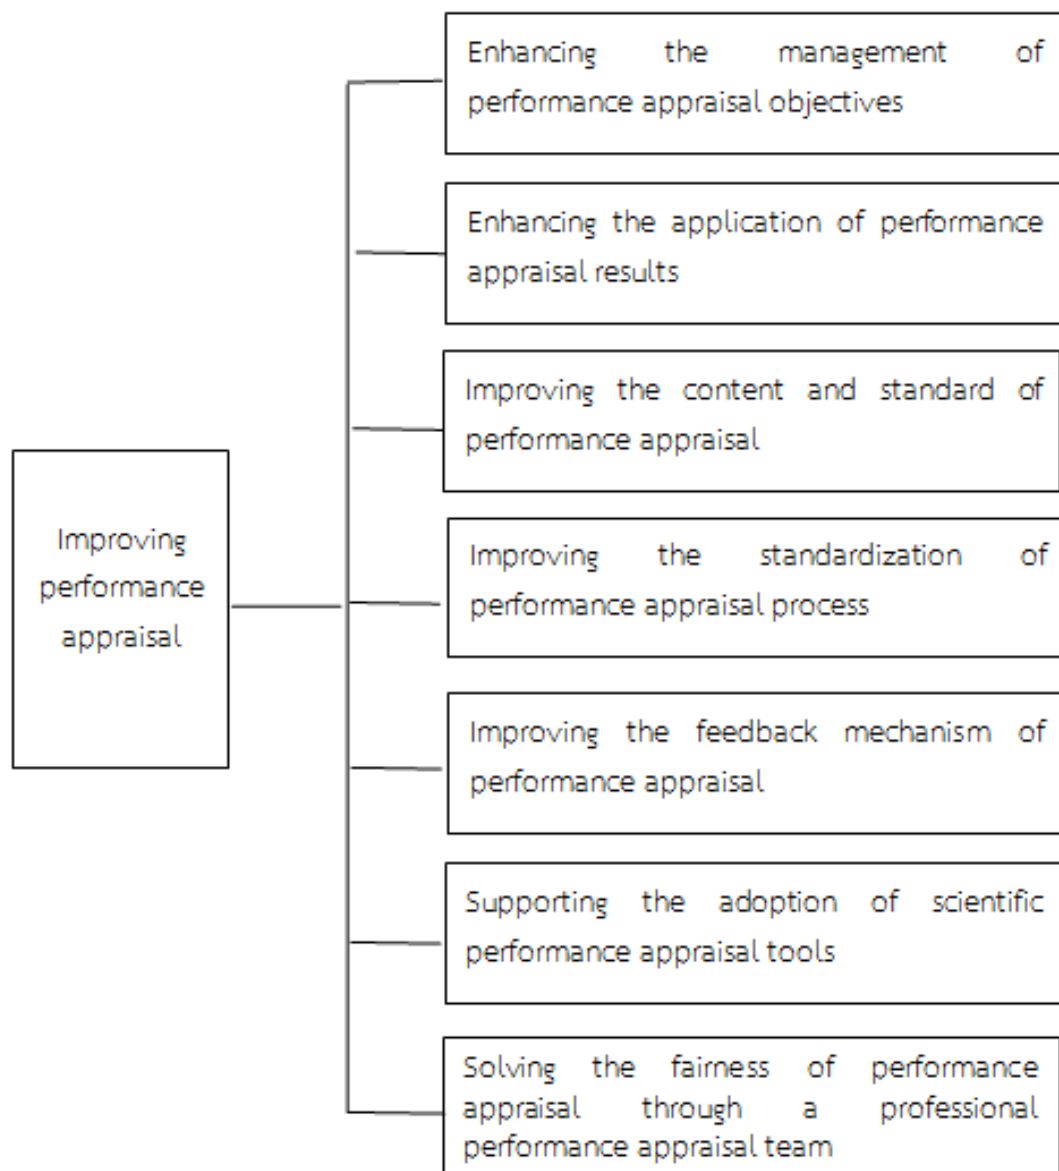 Enhancing the management of
performance appraisal objectives
Enhancing the application of performance
appraisal results
Improving the content and standard of
performance appraisal
Improving
performance
appraisal
Improving the standardization of
performance appraisal process
Improving the feedback mechanism of
performance appraisal
Supporting the adoption of scientific
performance appraisal tools
Solving the fairness of performance
appraisal through a professional
performance appraisal team